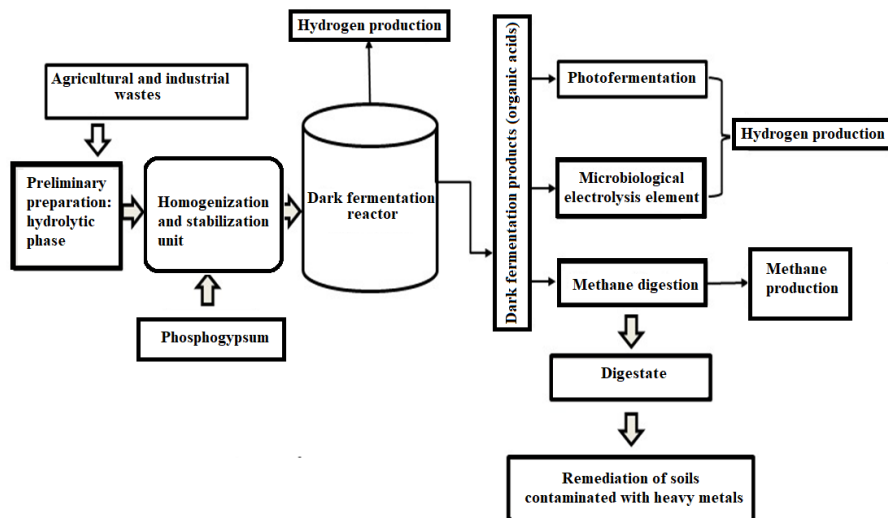 Hydrogen production
Agricultural and industrial
wastes
Preliminary
preparation:
hydrolytic
phase
Homogenization
and stabilization
unit
Phosphogypsum
Dark fermentation
reactor
Dark fermentation products (organic acids)
Photofermentation
Microbiological
electrolysis element
Hydrogen production
Methane digestion
Methane
production
Digestate
Remediation of soils
contaminated with heavy metals